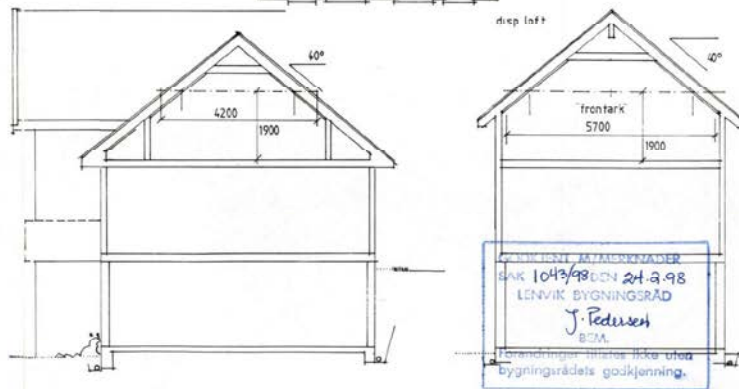 disp loft
40°
40°
4200
1900
frontark
5700
1900
GODKJENT M/MERKNADER
SAK 1043/98 DEN 24.2.98
LENVIK BYGNINGSRÅD
J. Pedersen
BEM.
Forandringer tillates ikke uten
bygningsrådets godkjenning.